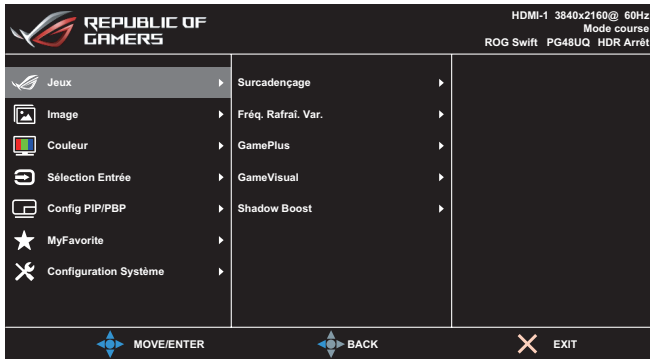 REPUBLIC OF
GAMERS
HDMI-1 3840x2160@ 60Hz
Mode course
ROG Swift PG48UQ HDR Arrêt
Jeux
Image
Couleur
Sélection Entrée
Config PIP/PBP
MyFavorite
Configuration Système
Surcadençage
Fréq. Rafraî. Var.
GamePlus
GameVisual
Shadow Boost
MOVE/ENTER
BACK
EXIT